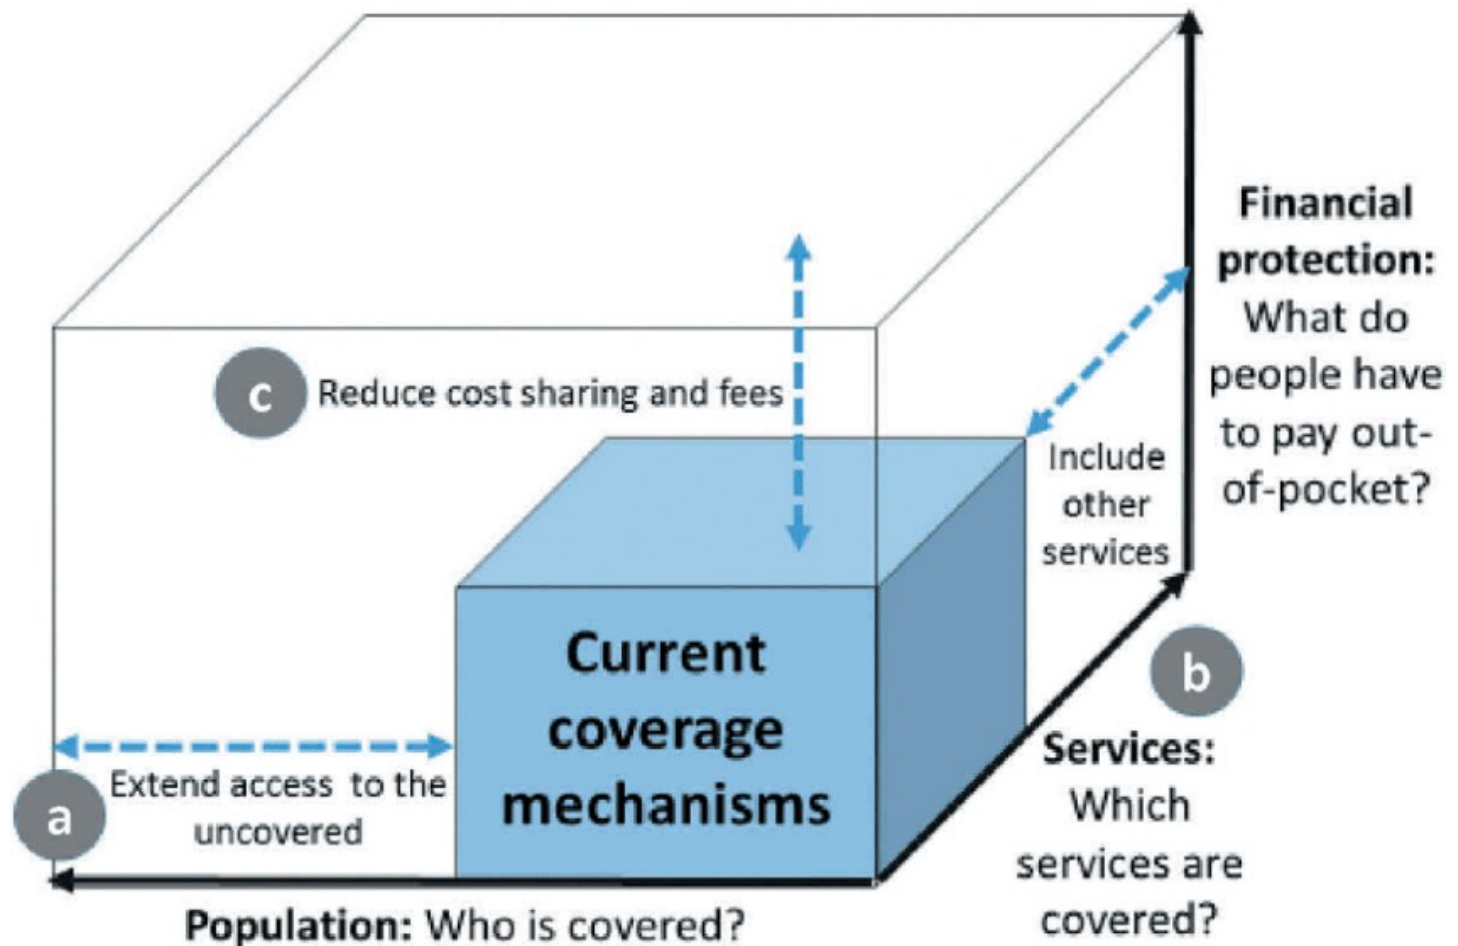 Financial
protection:
What do
people have
to pay out-
of-pocket?
c
Reduce cost sharing and fees
Include
other
services
Current
coverage
mechanisms
b
Services:
Which
services are
covered?
a
Extend access to the
uncovered
Population: Who is covered?